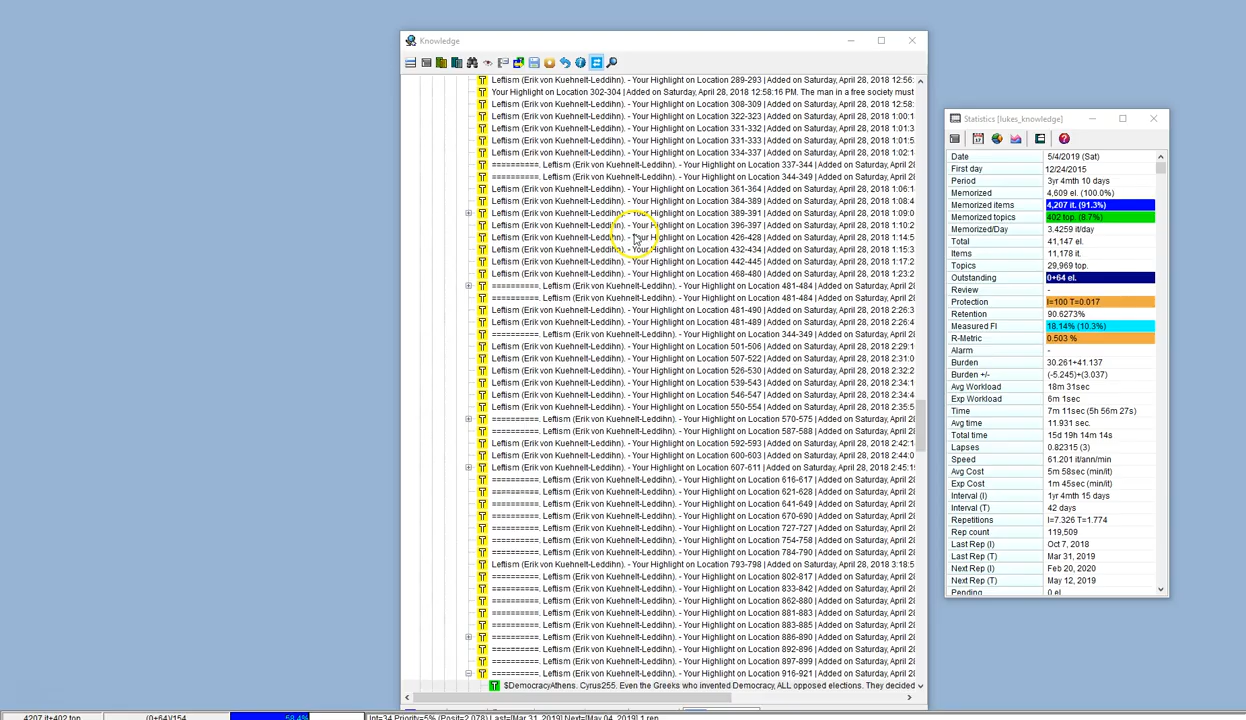 Knowledge
Leftism (Erik von Kuehnelt-Leddihn). - Your Highlight on Location 289-293 | Added on Saturday, April 28, 2018 12:56:
Your Highlight on Location 302-304 | Added on Saturday, April 28, 2018 12:58:16 PM. The man in a free society must
Leftism (Erik von Kuehnelt-Leddihn). - Your Highlight on Location 308-309 | Added on Saturday, April 28, 2018 12:58:
Leftism (Erik von Kuehnelt-Leddihn). - Your Highlight on Location 322-323 | Added on Saturday, April 28, 2018 1:00:1
Leftism (Erik von Kuehnelt-Leddihn). - Your Highlight on Location 331-332 | Added on Saturday, April 28, 2018 1:01:3
Leftism (Erik von Kuehnelt-Leddihn). - Your Highlight on Location 331-333 | Added on Saturday, April 28, 2018 1:01:5
Leftism (Erik von Kuehnelt-Leddihn). - Your Highlight on Location 334-337 | Added on Saturday, April 28, 2018 1:02:1
==========. Leftism (Erik von Kuehnelt-Leddihn). - Your Highlight on Location 337-344 | Added on Saturday, April 28
==========. Leftism (Erik von Kuehnelt-Leddihn). - Your Highlight on Location 344-349 | Added on Saturday, April 28
Leftism (Erik von Kuehnelt-Leddihn). - Your Highlight on Location 361-364 | Added on Saturday, April 28, 2018 1:06:1
Leftism (Erik von Kuehnelt-Leddihn). - Your Highlight on Location 384-384 | Added on Saturday, April 28, 2018 1:08:4
Leftism (Erik von Kuehnelt-Leddihn). - Your Highlight on Location 389-391 | Added on Saturday, April 28, 2018 1:09:0
Leftism (Erik von Kuehnelt-Leddihn). - Your Highlight on Location 396-397 | Added on Saturday, April 28, 2018 1:10:2
Leftism (Erik von Kuehnelt-Leddihn). - Your Highlight on Location 426-428 | Added on Saturday, April 28, 2018 1:14:5
Leftism (Erik von Kuehnelt-Leddihn). - Your Highlight on Location 432-434 | Added on Saturday, April 28, 2018 1:15:3
Leftism (Erik von Kuehnelt-Leddihn). - Your Highlight on Location 442-445 | Added on Saturday, April 28, 2018 1:17:2
Leftism (Erik von Kuehnelt-Leddihn). - Your Highlight on Location 468-480 | Added on Saturday, April 28, 2018 1:23:2
==========. Leftism (Erik von Kuehnelt-Leddihn). - Your Highlight on Location 481-484 | Added on Saturday, April 28
==========. Leftism (Erik von Kuehnelt-Leddihn). - Your Highlight on Location 481-484 | Added on Saturday, April 28
Leftism (Erik von Kuehnelt-Leddihn). - Your Highlight on Location 481-490 | Added on Saturday, April 28, 2018 2:26:3
Leftism (Erik von Kuehnelt-Leddihn). - Your Highlight on Location 481-489 | Added on Saturday, April 28, 2018 2:26:4
==========. Leftism (Erik von Kuehnelt-Leddihn). - Your Highlight on Location 344-349 | Added on Saturday, April 28
Leftism (Erik von Kuehnelt-Leddihn). - Your Highlight on Location 501-506 | Added on Saturday, April 28, 2018 2:29:1
Leftism (Erik von Kuehnelt-Leddihn). - Your Highlight on Location 507-522 | Added on Saturday, April 28, 2018 2:31:0
Leftism (Erik von Kuehnelt-Leddihn). - Your Highlight on Location 526-530 | Added on Saturday, April 28, 2018 2:32:2
Leftism (Erik von Kuehnelt-Leddihn). - Your Highlight on Location 539-543 | Added on Saturday, April 28, 2018 2:34:1
Leftism (Erik von Kuehnelt-Leddihn). - Your Highlight on Location 546-547 | Added on Saturday, April 28, 2018 2:34:4
Leftism (Erik von Kuehnelt-Leddihn). - Your Highlight on Location 550-554 | Added on Saturday, April 28, 2018 2:35:5
==========. Leftism (Erik von Kuehnelt-Leddihn). - Your Highlight on Location 570-575 | Added on Saturday, April 28
==========. Leftism (Erik von Kuehnelt-Leddihn). - Your Highlight on Location 587-588 | Added on Saturday, April 28
Leftism (Erik von Kuehnelt-Leddihn). - Your Highlight on Location 592-593 | Added on Saturday, April 28, 2018 2:42:1
Leftism (Erik von Kuehnelt-Leddihn). - Your Highlight on Location 600-603 | Added on Saturday, April 28, 2018 2:44:0
Leftism (Erik von Kuehnelt-Leddihn). - Your Highlight on Location 607-611 | Added on Saturday, April 28, 2018 2:45:1
==========. Leftism (Erik von Kuehnelt-Leddihn). - Your Highlight on Location 616-617 | Added on Saturday, April 28
==========. Leftism (Erik von Kuehnelt-Leddihn). - Your Highlight on Location 621-628 | Added on Saturday, April 28
==========. Leftism (Erik von Kuehnelt-Leddihn). - Your Highlight on Location 641-649 | Added on Saturday, April 28
==========. Leftism (Erik von Kuehnelt-Leddihn). - Your Highlight on Location 670-690 | Added on Saturday, April 28
==========. Leftism (Erik von Kuehnelt-Leddihn). - Your Highlight on Location 727-727 | Added on Saturday, April 28
==========. Leftism (Erik von Kuehnelt-Leddihn). - Your Highlight on Location 754-758 | Added on Saturday, April 28
==========. Leftism (Erik von Kuehnelt-Leddihn). - Your Highlight on Location 784-790 | Added on Saturday, April 28
Leftism (Erik von Kuehnelt-Leddihn). - Your Highlight on Location 793-798 | Added on Saturday, April 28, 2018 3:18:5
==========. Leftism (Erik von Kuehnelt-Leddihn). - Your Highlight on Location 802-817 | Added on Saturday, April 28
==========. Leftism (Erik von Kuehnelt-Leddihn). - Your Highlight on Location 833-842 | Added on Saturday, April 28
==========. Leftism (Erik von Kuehnelt-Leddihn). - Your Highlight on Location 862-880 | Added on Saturday, April 28
==========. Leftism (Erik von Kuehnelt-Leddihn). - Your Highlight on Location 881-883 | Added on Saturday, April 28
==========. Leftism (Erik von Kuehnelt-Leddihn). - Your Highlight on Location 883-885 | Added on Saturday, April 28
==========. Leftism (Erik von Kuehnelt-Leddihn). - Your Highlight on Location 886-890 | Added on Saturday, April 28
==========. Leftism (Erik von Kuehnelt-Leddihn). - Your Highlight on Location 892-896 | Added on Saturday, April 28
==========. Leftism (Erik von Kuehnelt-Leddihn). - Your Highlight on Location 897-899 | Added on Saturday, April 28
==========. Leftism (Erik von Kuehnelt-Leddihn). - Your Highlight on Location 916-921 | Added on Saturday, April 28
$DemocracyAthens. Cyrus255. Even the Greeks who invented Democracy, ALL opposed elections. They decided
Statistics [lukes_knowledge]
Date 5/4/2019 (Sat)
First day 12/24/2015
Period 3yr 4mth 10 days
Memorized 4,609 el. (100.0%)
Memorized items 4,207 it. (91.3%)
Memorized topics 402 top. (8.7%)
Memorized/Day 3.4259 it/day
Total 41,147 el.
Items 11,178 it.
Topics 29,969 top.
Outstanding 0+64 el.
Review -
Protection I=100 T=0.017
Retention 90.6273%
Measured FI 18.14% (10.3%)
R-Metric 0.503 %
Alarm -
Burden 30.261+41.137
Burden +/- (-5.245)+(3.037)
Avg Workload 18m 31sec
Exp Workload 6m 1sec
Time 7m 11sec (5h 56m 27s)
Avg time 11.931 sec.
Total time 15d 19h 14m 14s
Lapses 0.82315 (3)
Speed 61.201 it/ann/min
Avg Cost 5m 58sec (min/it)
Exp Cost 1m 45sec (min/it)
Interval (I) 1yr 4mth 15 days
Interval (T) 42 days
Repetitions I=7.326 T=1.774
Rep count 119,509
Last Rep (I) Oct 7, 2018
Last Rep (T) Mar 31, 2019
Next Rep (I) Feb 20, 2020
Next Rep (T) May 12, 2019
Pending 0 el.
4207 it+402 top (0+64)/154 58.4% Int=34 Priority=5% (Posit=2,078) Last=[Mar 31, 2019] Next=[May 04, 2019] 1 rep